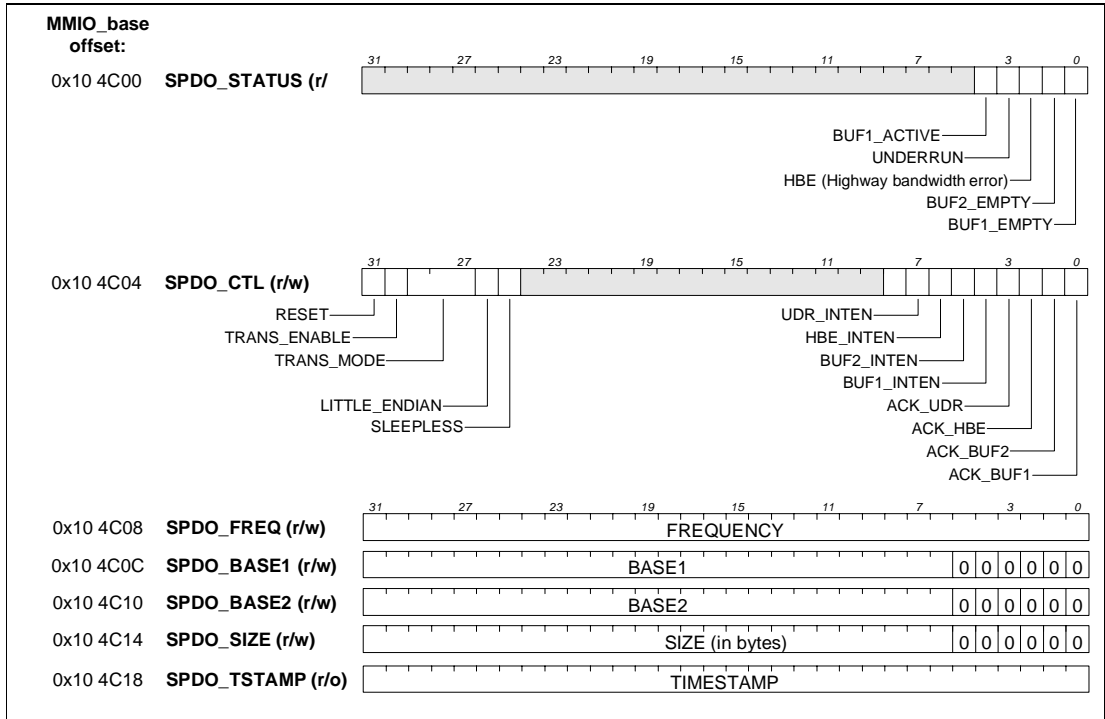 MMIO_base
offset:
31 27 23 19 15 11 7 3 0
0x10 4C00 SPDO_STATUS (r/
BUF1_ACTIVE
UNDERRUN
HBE (Highway bandwidth error)
BUF2_EMPTY
BUF1_EMPTY
31 27 23 19 15 11 7 3 0
0x10 4C04 SPDO_CTL (r/w)
RESET UDR_INTEN
TRANS_ENABLE HBE_INTEN
TRANS_MODE BUF2_INTEN
BUF1_INTEN
LITTLE_ENDIAN ACK_UDR
SLEEPLESS ACK_HBE
ACK_BUF2
ACK_BUF1
31 27 23 19 15 11 7 3 0
0x10 4C08 SPDO_FREQ (r/w) FREQUENCY
0x10 4C0C SPDO_BASE1 (r/w) BASE1 0 0 0 0 0 0
0x10 4C10 SPDO_BASE2 (r/w) BASE2 0 0 0 0 0 0
0x10 4C14 SPDO_SIZE (r/w) SIZE (in bytes) 0 0 0 0 0 0
0x10 4C18 SPDO_TSTAMP (r/o) TIMESTAMP